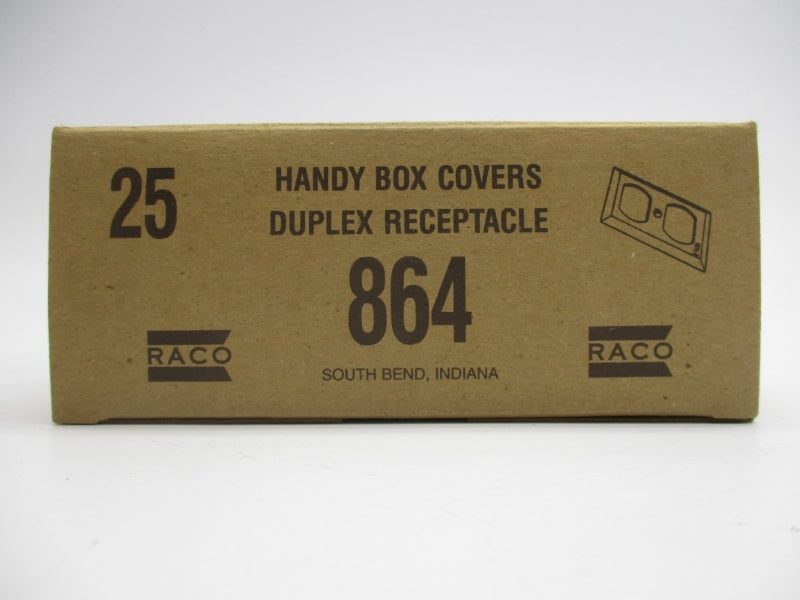 25
HANDY BOX COVERS
DUPLEX RECEPTACLE
864
RACO
SOUTH BEND, INDIANA
RACO